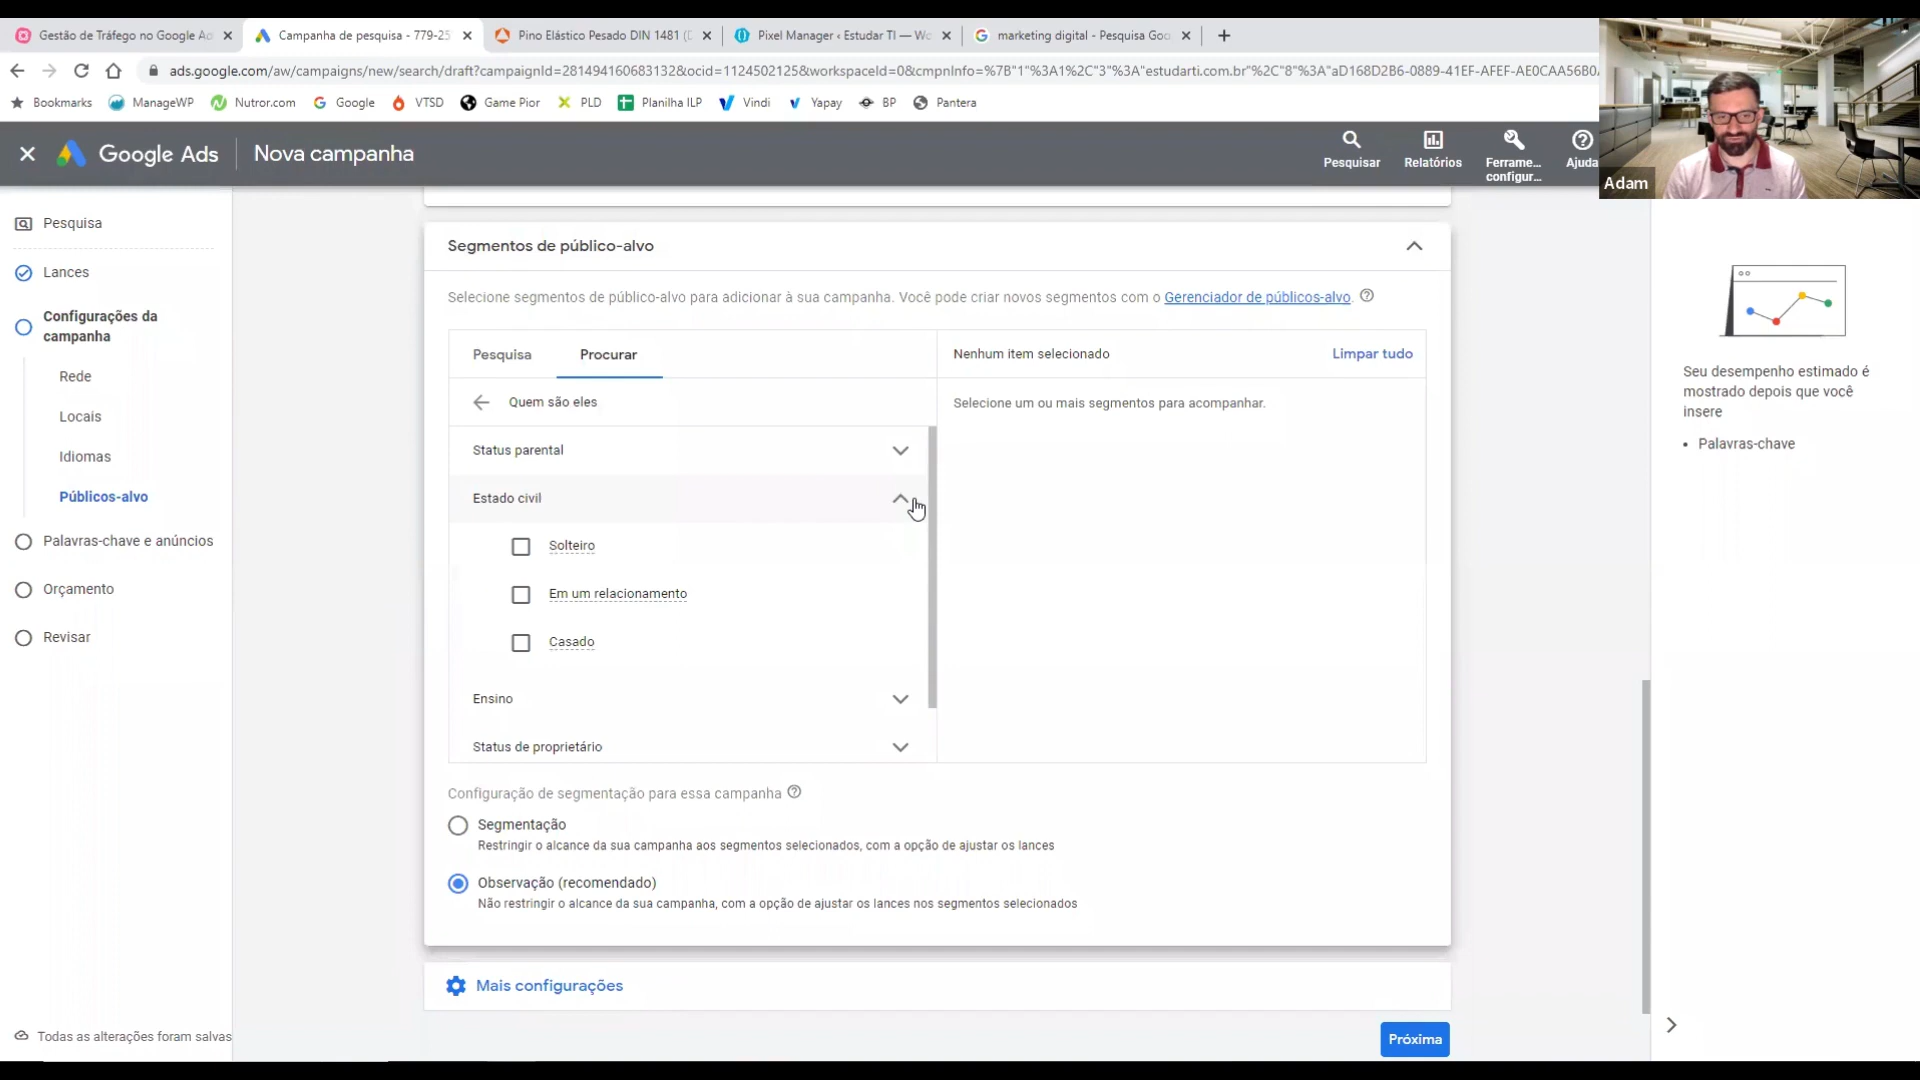 Gestão de Tráfego no Google Ad
Campanha de pesquisa - 779-25
Pino Elástico Pesado DIN 1481 (D
Pixel Manager ‹ Estudar TI — Wo
marketing digital - Pesquisa Goo
ads.google.com/aw/campaigns/new/search/draft?campaignId=281494160683132&ocid=1124502125&workspaceId=0&cmpnInfo=%7B"1"%3A1%2C"3"%3A"estudarti.com.br"%2C"8"%3A"aD168D2B6-0889-41EF-AFEF-AE0CAA56B0A
Bookmarks
ManageWP
Nutror.com
Google
VTSD
Game Pior
PLD
Planilha ILP
Vindi
Yapay
BP
Pantera
Google Ads
Nova campanha
Pesquisar
Relatórios
Ferrame...
configur...
Ajuda
Adam
Pesquisa
Lances
Configurações da
campanha
Rede
Locais
Idiomas
Públicos-alvo
Palavras-chave e anúncios
Orçamento
Revisar
Todas as alterações foram salvas
Segmentos de público-alvo
Selecione segmentos de público-alvo para adicionar à sua campanha. Você pode criar novos segmentos com o Gerenciador de públicos-alvo.
Pesquisa
Procurar
Nenhum item selecionado
Limpar tudo
Quem são eles
Selecione um ou mais segmentos para acompanhar.
Status parental
Estado civil
Solteiro
Em um relacionamento
Casado
Ensino
Status de proprietário
Configuração de segmentação para essa campanha
Segmentação
Restringir o alcance da sua campanha aos segmentos selecionados, com a opção de ajustar os lances
Observação (recomendado)
Não restringir o alcance da sua campanha, com a opção de ajustar os lances nos segmentos selecionados
Mais configurações
Próxima
Seu desempenho estimado é
mostrado depois que você
insere
• Palavras-chave